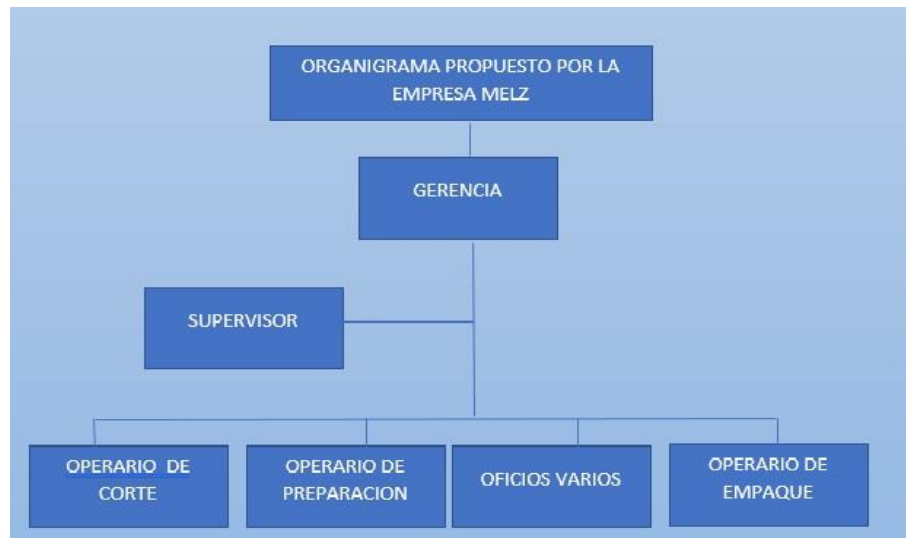 ORGANIGRAMA PROPUESTO POR LA
EMPRESA MELZ
GERENCIA
SUPERVISOR
OPERARIO DE
CORTE
OPERARIO DE
PREPARACION
OFICIOS VARIOS
OPERARIO DE
EMPAQUE